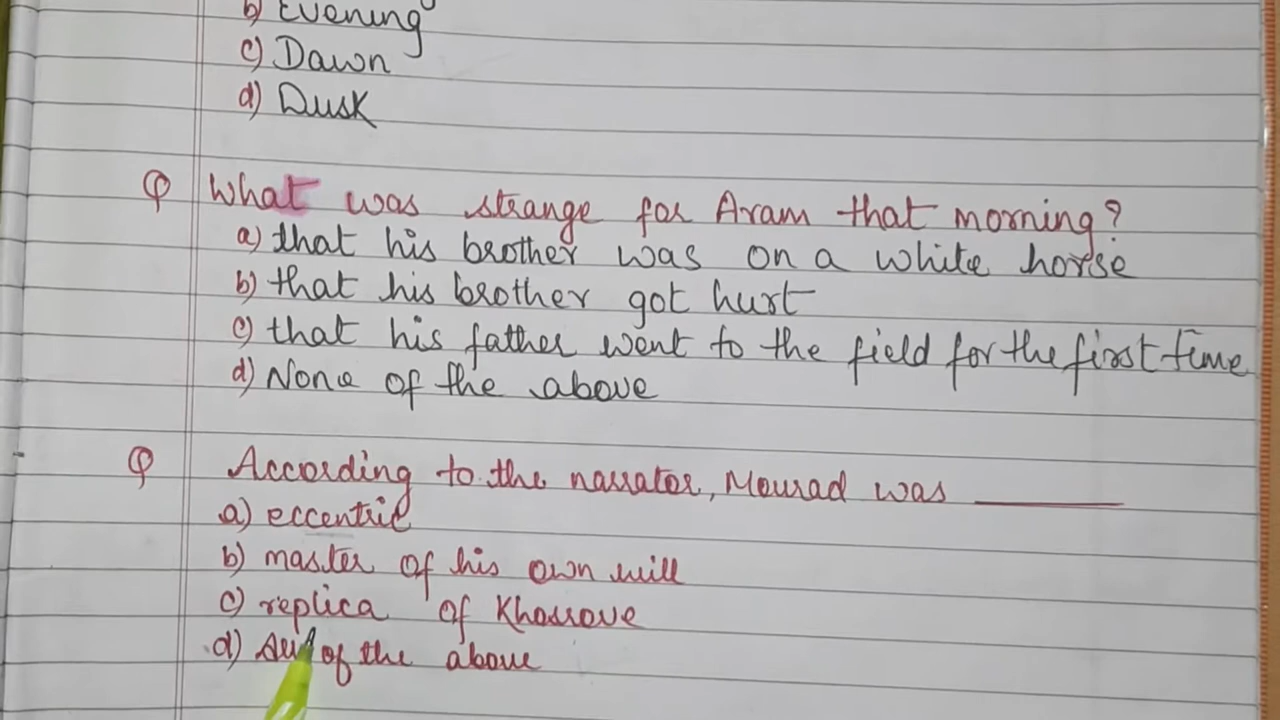 b) Evening
c) Dawn
d) Dusk
Q What was strange for Aram that morning?
a) that his brother was on a white horse
b) that his brother got hurt
c) that his father went to the field for the first time
d) None of the above
Q According to the narrator, Mourad was ______
a) eccentric
b) master of his own will
c) replica of Khosrove
d) All of the above